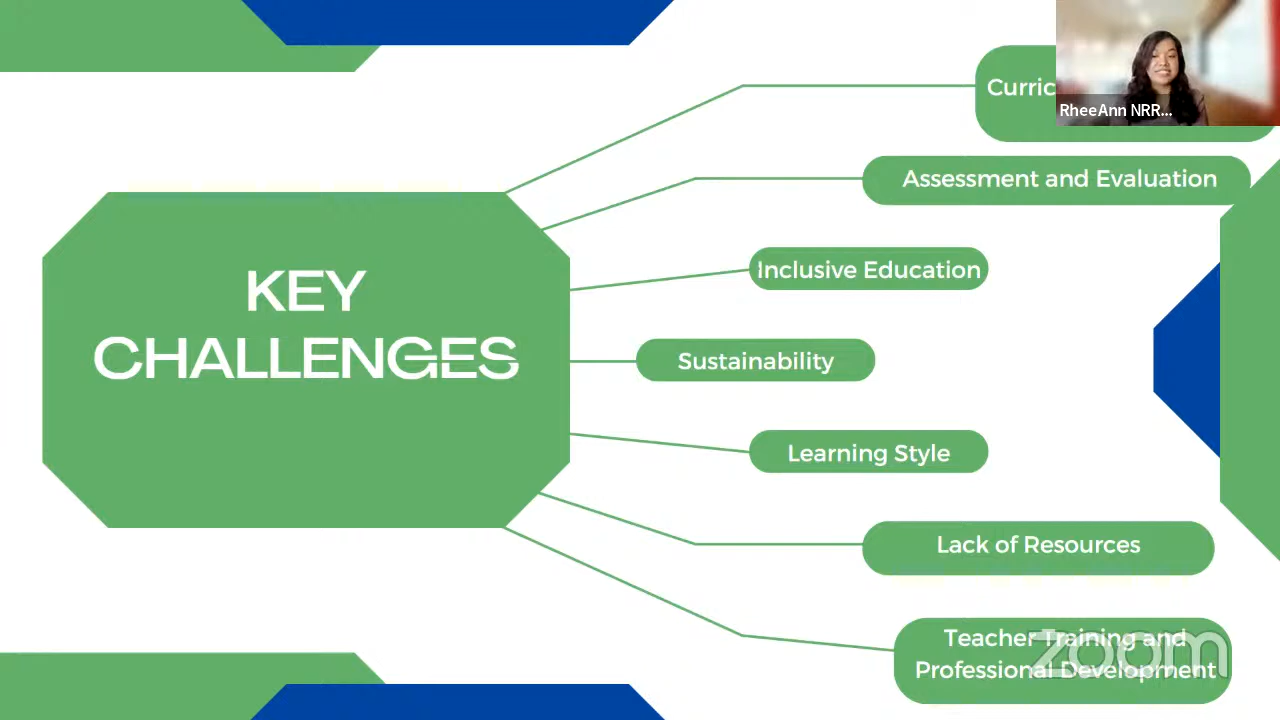 Curric
RheeAnn NRR...
Assessment and Evaluation
KEY
CHALLENGES
Inclusive Education
Sustainability
Learning Style
Lack of Resources
Teacher Training and
Professional Development
zoom